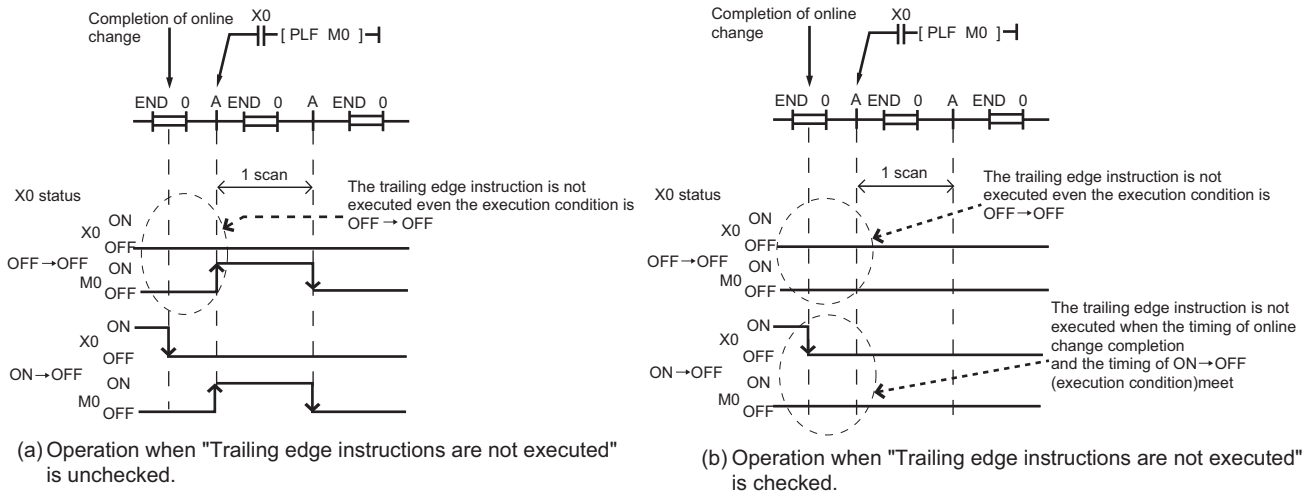 Completion of online
change
X0
[ PLF M0 ]
END 0 A END 0 A END 0
1 scan
The trailing edge instruction is not
executed even the execution condition is
OFF → OFF
X0 status
ON
X0
OFF
OFF→OFF
ON
M0
OFF
ON
X0
OFF
ON→OFF
ON
M0
OFF
(a) Operation when "Trailing edge instructions are not executed"
is unchecked.
Completion of online
change
X0
[ PLF M0 ]
END 0 A END 0 A END 0
1 scan
The trailing edge instruction is not
executed even the execution condition is
OFF→OFF
X0 status
ON
X0
OFF
OFF→OFF
ON
M0
OFF
The trailing edge instruction is not
executed when the timing of online
change completion
and the timing of ON→OFF
(execution condition)meet
ON
X0
OFF
ON→OFF
ON
M0
OFF
(b) Operation when "Trailing edge instructions are not executed"
is checked.